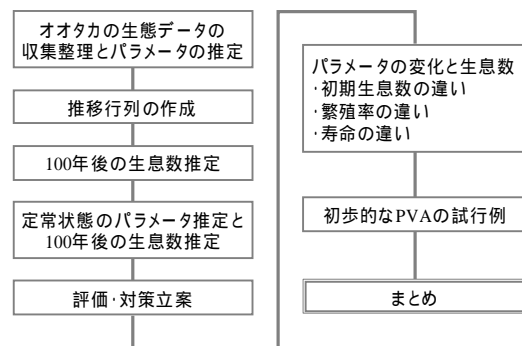 オオタカの生態データの
収集整理とパラメータの推定
推移行列の作成
100年後の生息数推定
定常状態のパラメータ推定と
100年後の生息数推定
評価・対策立案
パラメータの変化と生息数
・初期生息数の違い
・繁殖率の違い
・寿命の違い
初歩的なPVAの試行例
まとめ